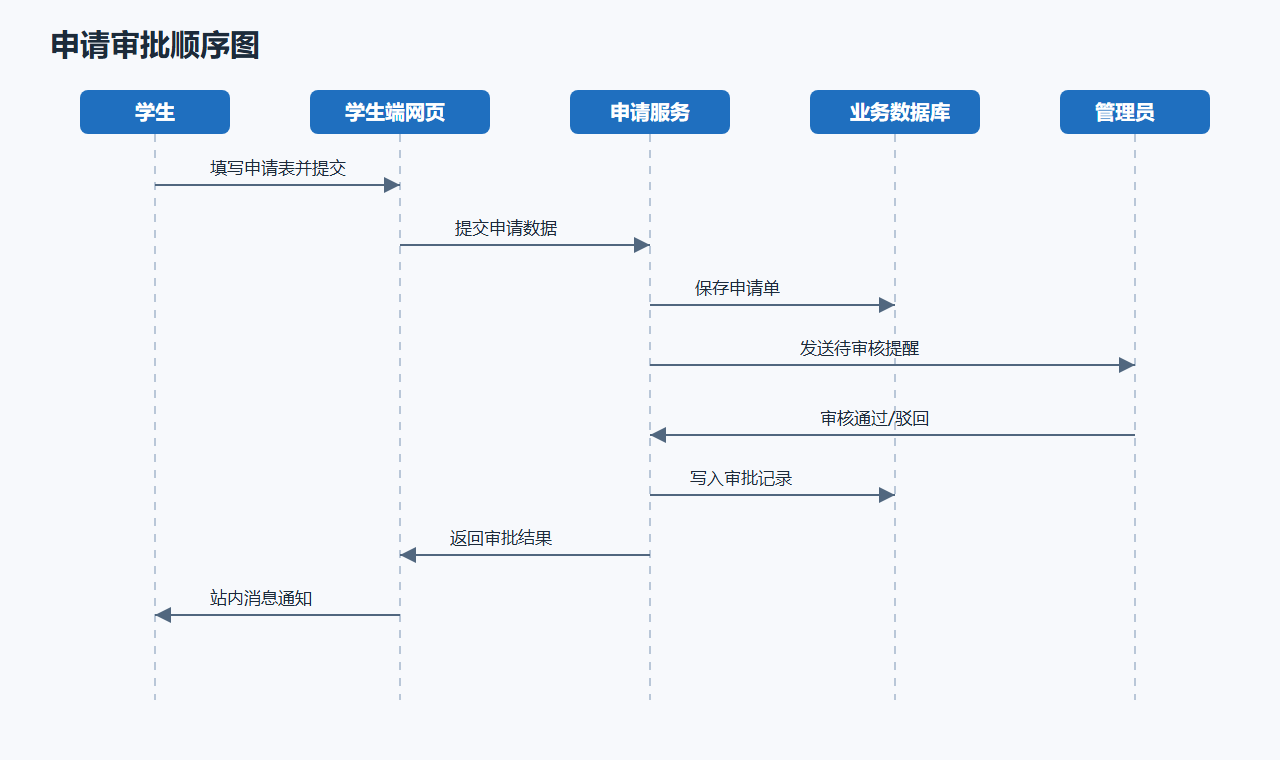 申请审批顺序图
学生
学生端网页
申请服务
业务数据库
管理员
填写申请表并提交
提交申请数据
保存申请单
发送待审核提醒
审核通过/驳回
写入审批记录
返回审批结果
站内消息通知